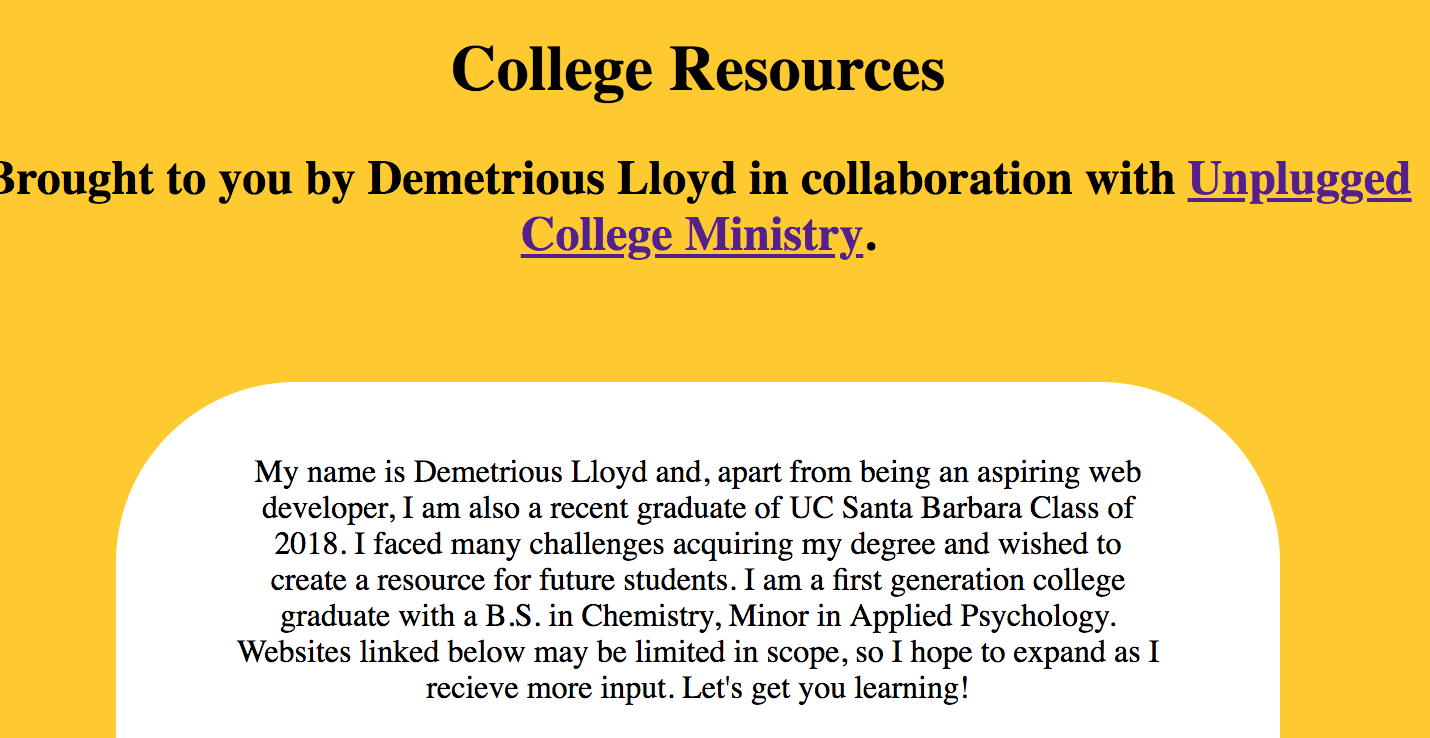 College Resources
Brought to you by Demetrious Lloyd in collaboration with Unplugged
College Ministry.
My name is Demetrious Lloyd and, apart from being an aspiring web
developer, I am also a recent graduate of UC Santa Barbara Class of
2018. I faced many challenges acquiring my degree and wished to
create a resource for future students. I am a first generation college
graduate with a B.S. in Chemistry, Minor in Applied Psychology.
Websites linked below may be limited in scope, so I hope to expand as I
recieve more input. Let's get you learning!